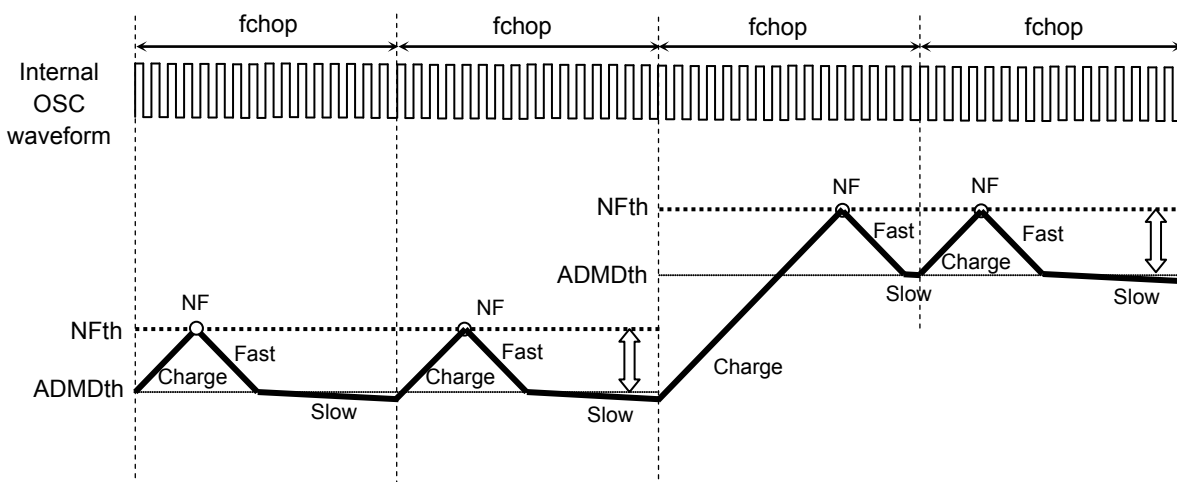 fchop
fchop
fchop
fchop
Internal
OSC
waveform
NF
NF
NFth
Fast
Fast
ADMDth
Charge
Slow
Slow
NF
NF
NFth
Fast
Fast
Charge
Charge
Charge
ADMDth
Slow
Slow